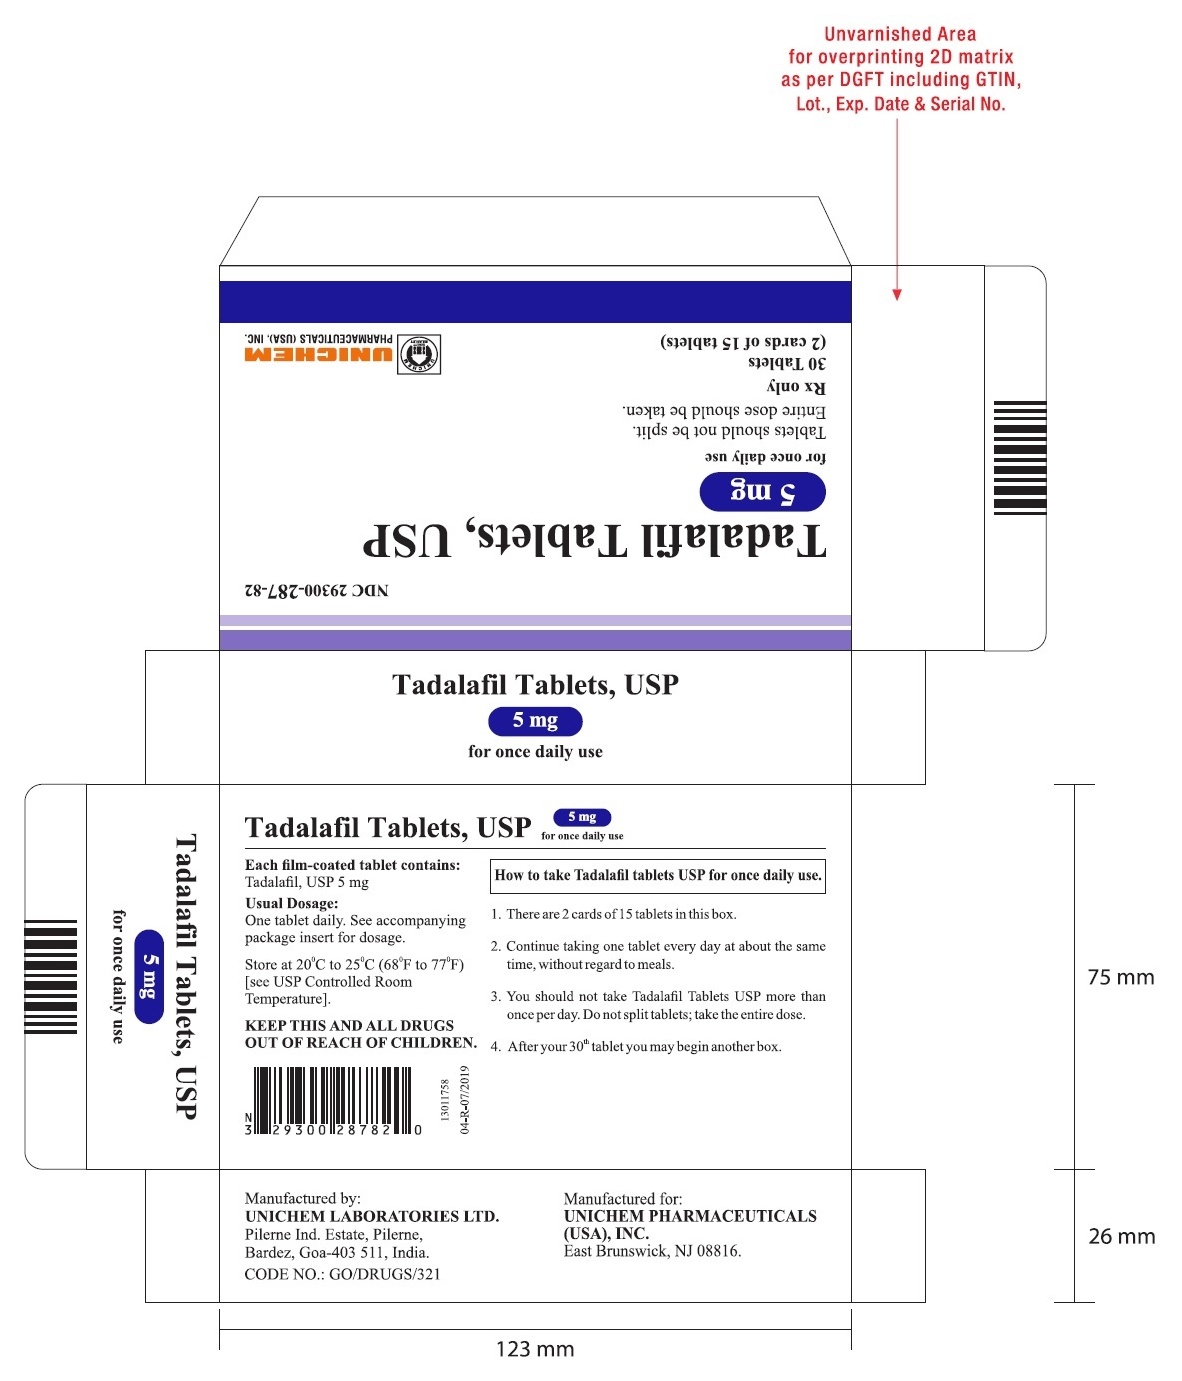 Unvarnished Area
for overprinting 2D matrix
as per DGFT including GTIN,
Lot., Exp. Date & Serial No.
NDC 29300-287-82
Tadalafil Tablets, USP
5 mg
for once daily use
Tablets should not be split.
Entire dose should be taken.
Rx only
30 Tablets
(2 cards of 15 tablets)
UNICHEM
PHARMACEUTICALS (USA), INC.
Tadalafil Tablets, USP
5 mg
for once daily use
Tadalafil Tablets, USP
5 mg
for once daily use
Tadalafil Tablets, USP
5 mg
for once daily use
Each film-coated tablet contains:
Tadalafil, USP 5 mg
Usual Dosage:
One tablet daily. See accompanying
package insert for dosage.
Store at 20⁰C to 25⁰C (68⁰F to 77⁰F)
[see USP Controlled Room
Temperature].
KEEP THIS AND ALL DRUGS
OUT OF REACH OF CHILDREN.
N
3 29300 28782 0
13011758
04-R-07/2019
How to take Tadalafil tablets USP for once daily use.
1. There are 2 cards of 15 tablets in this box.
2. Continue taking one tablet every day at about the same
time, without regard to meals.
3. You should not take Tadalafil Tablets USP more than
once per day. Do not split tablets; take the entire dose.
4. After your 30th tablet you may begin another box.
Manufactured by:
UNICHEM LABORATORIES LTD.
Pilerne Ind. Estate, Pilerne,
Bardez, Goa-403 511, India.
CODE NO.: GO/DRUGS/321
Manufactured for:
UNICHEM PHARMACEUTICALS
(USA), INC.
East Brunswick, NJ 08816.
75 mm
26 mm
123 mm